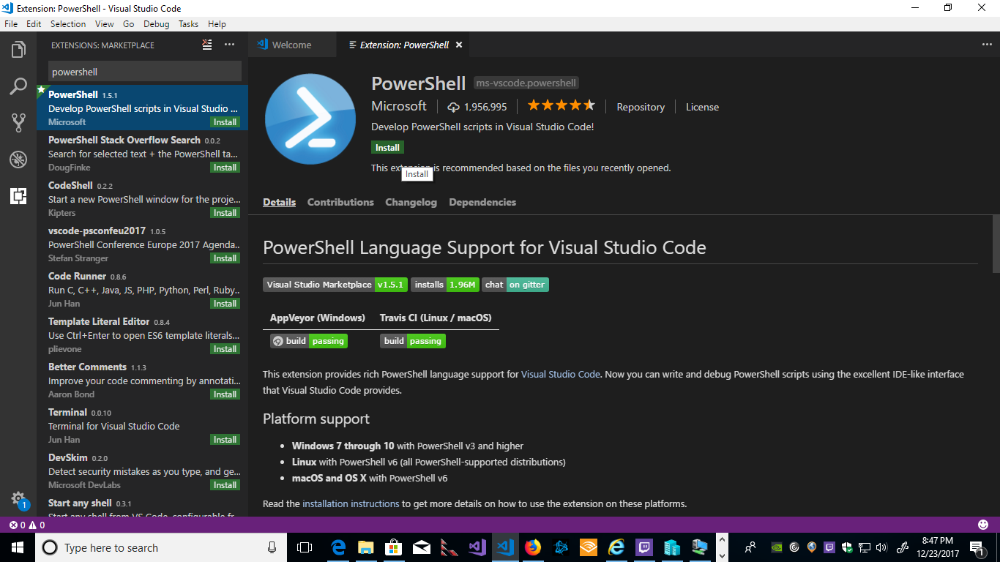 Extension: PowerShell - Visual Studio Code
File Edit Selection View Go Debug Tasks Help
EXTENSIONS: MARKETPLACE
powershell
PowerShell 1.5.1
Develop PowerShell scripts in Visual Studio ...
Microsoft Install
PowerShell Stack Overflow Search 0.0.2
Search for selected text + the PowerShell ta...
DougFinke Install
CodeShell 0.2.2
Start a new PowerShell window for the proje...
Kipters Install
vscode-psconfeu2017 1.0.5
PowerShell Conference Europe 2017 Agenda...
Stefan Stranger Install
Code Runner 0.8.6
Run C, C++, Java, JS, PHP, Python, Perl, Ruby...
Jun Han Install
Template Literal Editor 0.8.4
Use Ctrl+Enter to open ES6 template literals...
plievone Install
Better Comments 1.1.3
Improve your code commenting by annotati...
Aaron Bond Install
Terminal 0.0.10
Terminal for Visual Studio Code
Jun Han Install
DevSkim 0.2.0
Detect security mistakes as you type, and ge...
Microsoft DevLabs Install
Start any shell 0.3.1
Start any shell from VS Code, configurable fr...
Welcome Extension: PowerShell
PowerShell ms-vscode.powershell
Microsoft 1,956,995 Repository License
Develop PowerShell scripts in Visual Studio Code!
Install
This extension is recommended based on the files you recently opened.
Install
Details Contributions Changelog Dependencies
PowerShell Language Support for Visual Studio Code
Visual Studio Marketplace v1.5.1 installs 1.96M chat on gitter
AppVeyor (Windows) Travis CI (Linux / macOS)
build passing build passing
This extension provides rich PowerShell language support for Visual Studio Code. Now you can write and debug PowerShell scripts using the excellent IDE-like interface
that Visual Studio Code provides.
Platform support
• Windows 7 through 10 with PowerShell v3 and higher
• Linux with PowerShell v6 (all PowerShell-supported distributions)
• macOS and OS X with PowerShell v6
Read the installation instructions to get more details on how to use the extension on these platforms.
1
0 0
Type here to search
8:47 PM
12/23/2017
1